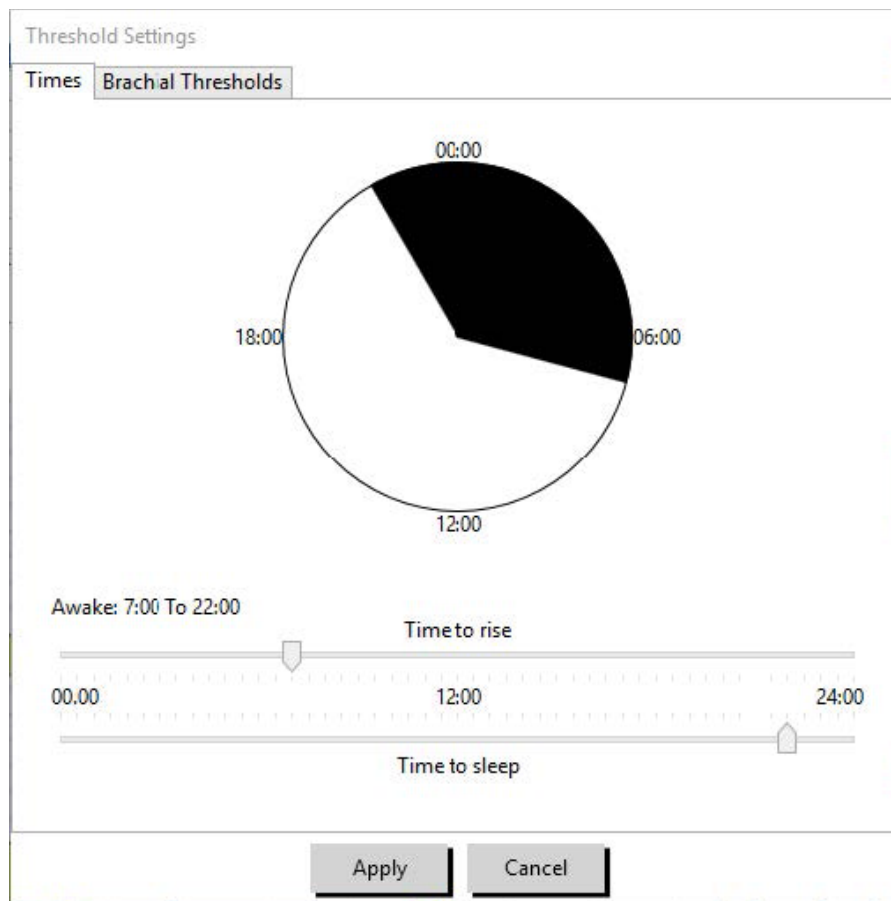 Threshold Settings
Times
Brachial Thresholds
00:00
18:00
06:00
12:00
Awake: 7:00 To 22:00
Time to rise
00.00
12:00
24:00
Time to sleep
Apply
Cancel